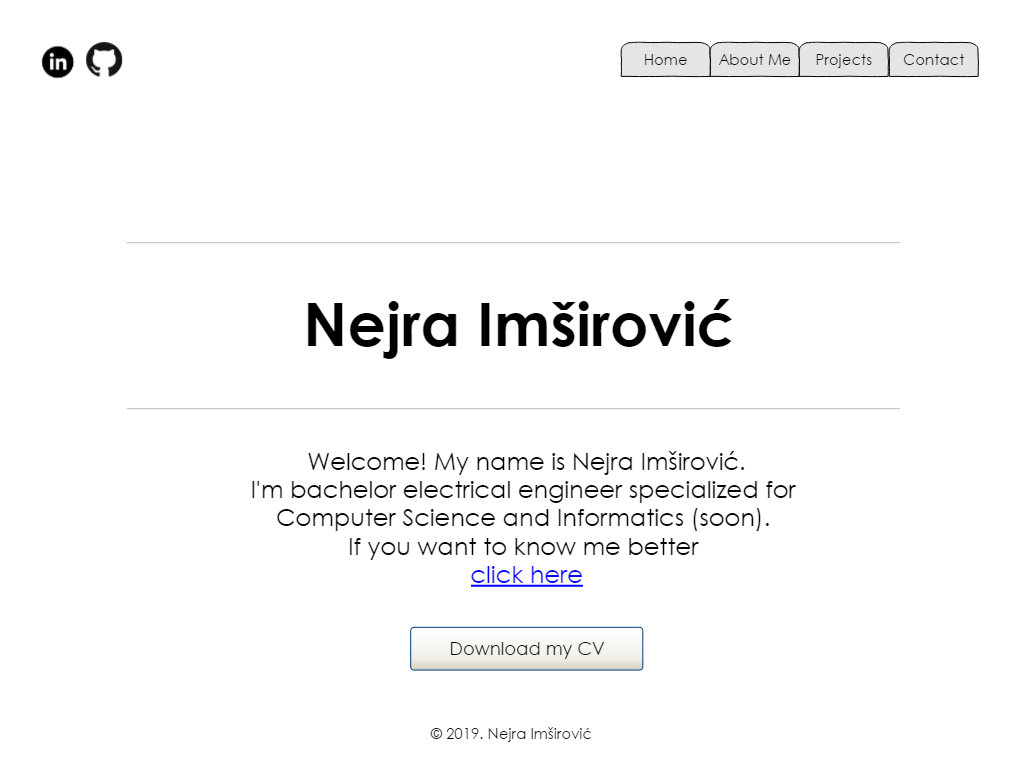 in
Home
About Me
Projects
Contact
Nejra Imširović
Welcome! My name is Nejra Imširović.
I'm bachelor electrical engineer specialized for
Computer Science and Informatics (soon).
If you want to know me better
click here
Download my CV
© 2019. Nejra Imširović